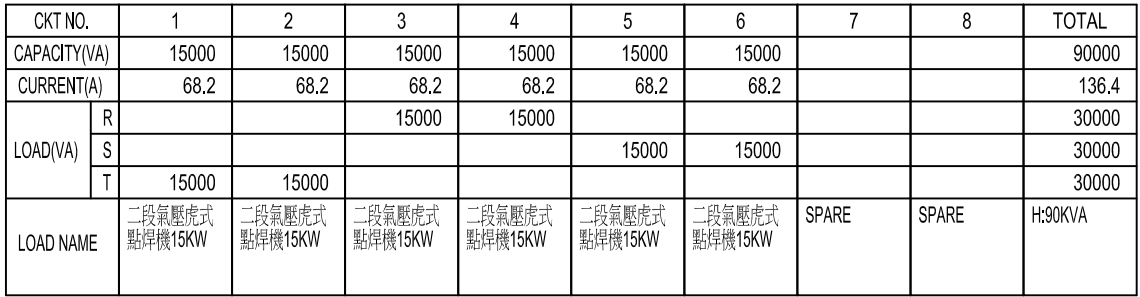 CKT NO. 1 2 3 4 5 6 7 8 TOTAL
CAPACITY(VA) 15000 15000 15000 15000 15000 15000 90000
CURRENT(A) 68.2 68.2 68.2 68.2 68.2 68.2 136.4
LOAD(VA)
R 15000 15000 30000
S 15000 15000 30000
T 15000 15000 30000
LOAD NAME
二段氣壓虎式
點焊機15KW
二段氣壓虎式
點焊機15KW
二段氣壓虎式
點焊機15KW
二段氣壓虎式
點焊機15KW
二段氣壓虎式
點焊機15KW
二段氣壓虎式
點焊機15KW
SPARE
SPARE
H:90KVA